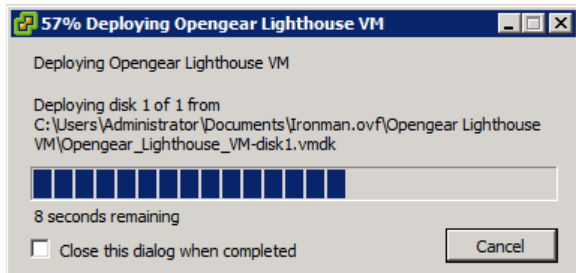 57% Deploying Opengear Lighthouse VM
Deploying Opengear Lighthouse VM
Deploying disk 1 of 1 from
C:\Users\Administrator\Documents\Ironman.ovf\Opengear Lighthouse
VM\Opengear_Lighthouse_VM-disk1.vmdk
8 seconds remaining
Close this dialog when completed
Cancel